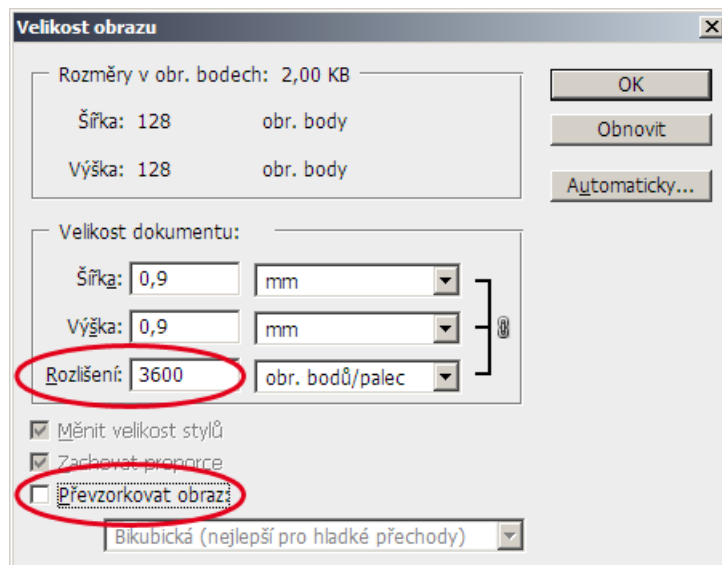 Velikost obrazu
Rozměry v obr. bodech: 2,00 KB
Šířka: 128 obr. body
Výška: 128 obr. body
OK
Obnovit
Automaticky...
Velikost dokumentu:
Šířka: 0,9 mm
Výška: 0,9 mm
Rozlišení: 3600 obr. bodů/palec
Měnit velikost stylů
Zachovat proporce
Převzorkovat obraz:
Bikubická (nejlepší pro hladké přechody)